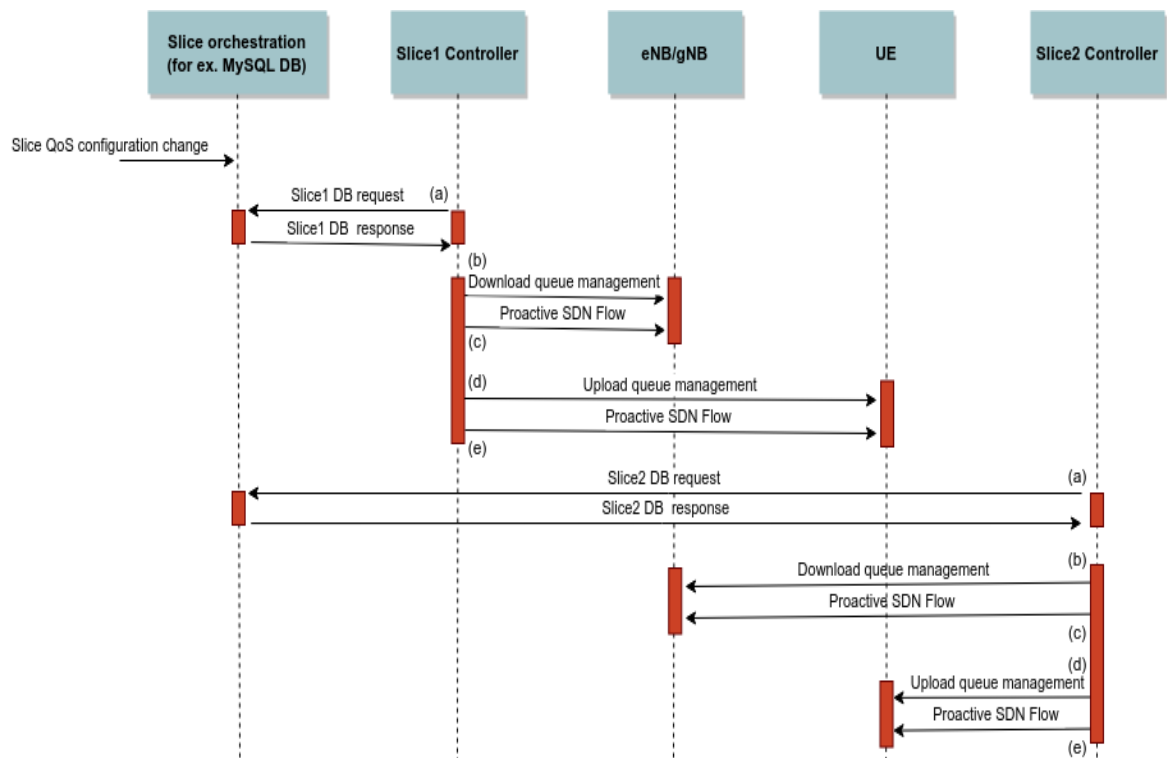 Slice orchestration
(for ex. MySQL DB)
Slice1 Controller
eNB/gNB
UE
Slice2 Controller
Slice QoS configuration change
Slice1 DB request
(a)
Slice1 DB response
(b)
Download queue management
Proactive SDN Flow
(c)
(d)
Upload queue management
Proactive SDN Flow
(e)
Slice2 DB request
(a)
Slice2 DB response
(b)
Download queue management
Proactive SDN Flow
(c)
(d)
Upload queue management
Proactive SDN Flow
(e)